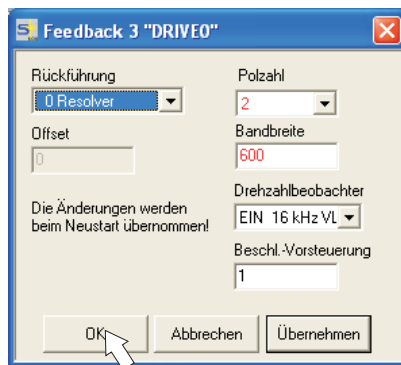 Feedback 3 "DRIVE0"
Rückführung
0 Resolver
Polzahl
2
Offset
0
Bandbreite
600
Die Änderungen werden
beim Neustart übernommen!
Drehzahlbeobachter
EIN 16 kHz VL
Beschl.-Vorsteuerung
1
OK
Abbrechen
Übernehmen